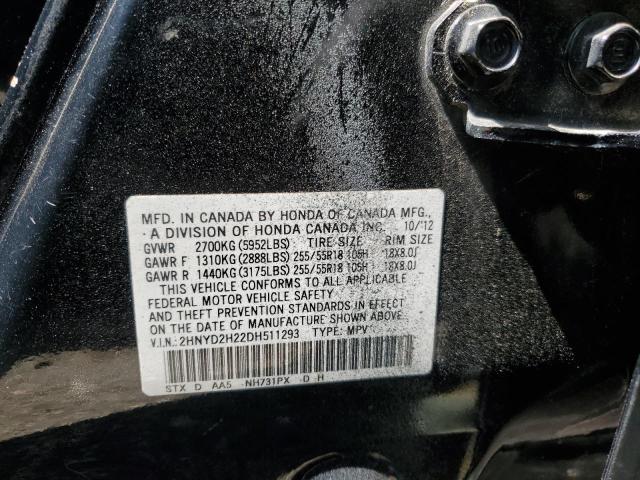 MFD. IN CANADA BY HONDA OF CANADA MFG.,
A DIVISION OF HONDA CANADA INC. 10/'12
GVWR 2700KG (5952LBS) TIRE SIZE RIM SIZE
GAWR F 1310KG (2888LBS) 255/55R18 105H 18X8.0J
GAWR R 1440KG (3175LBS) 255/55R18 105H 18X8.0J
THIS VEHICLE CONFORMS TO ALL APPLICABLE
FEDERAL MOTOR VEHICLE SAFETY
AND THEFT PREVENTION STANDARDS IN EFFECT
ON THE DATE OF MANUFACTURE SHOWN ABOVE.
V.I.N.: 2HNYD2H22DH511293 TYPE: MPV
STX D AA5 NH731PX D H